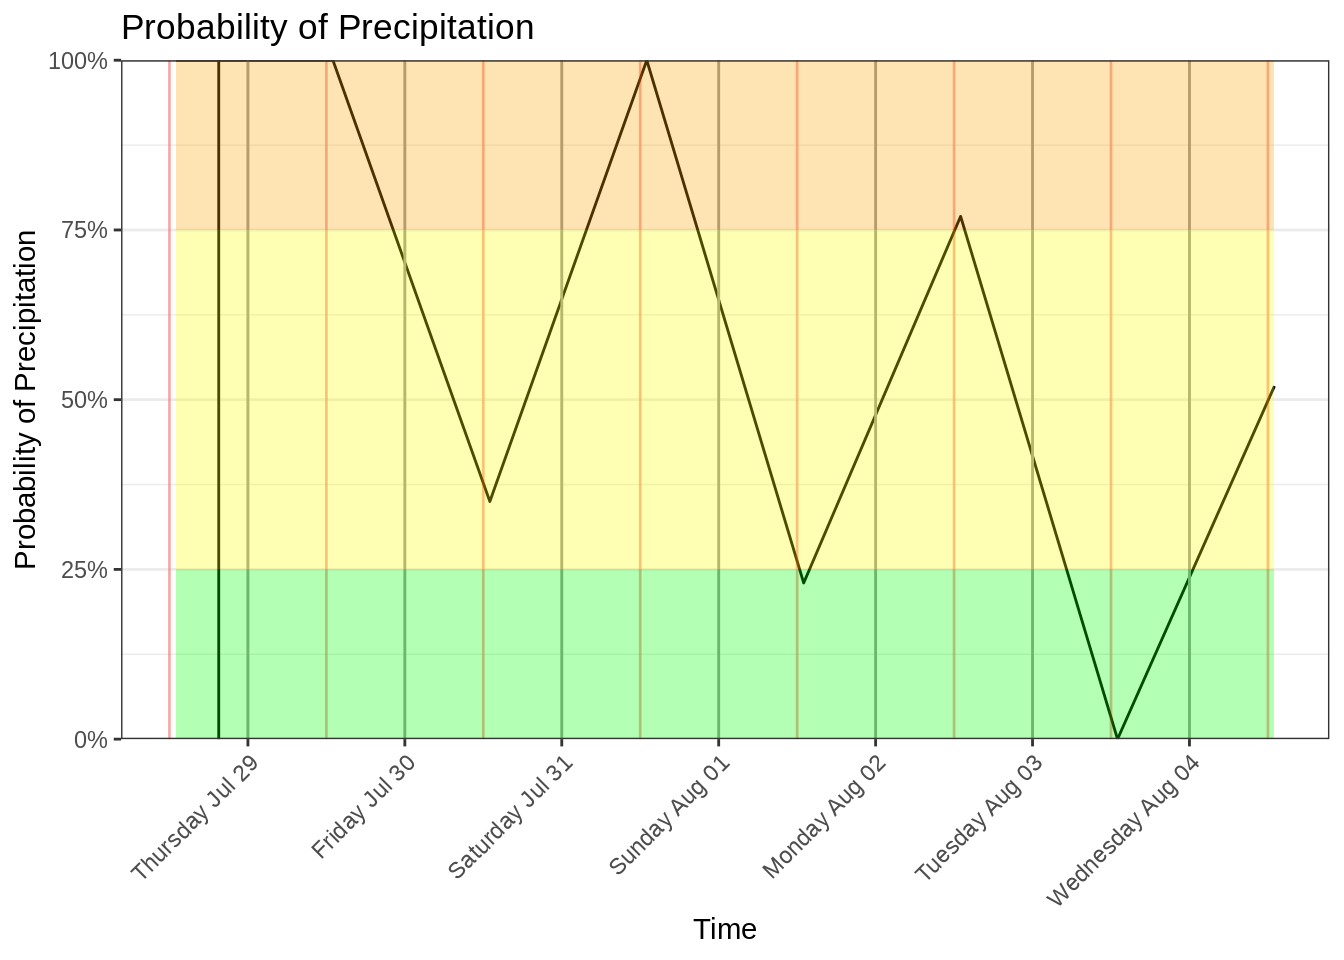 Probability of Precipitation
Probability of Precipitation
100%
75%
50%
25%
0%
Thursday Jul 29
Friday Jul 30
Saturday Jul 31
Sunday Aug 01
Monday Aug 02
Tuesday Aug 03
Wednesday Aug 04
Time